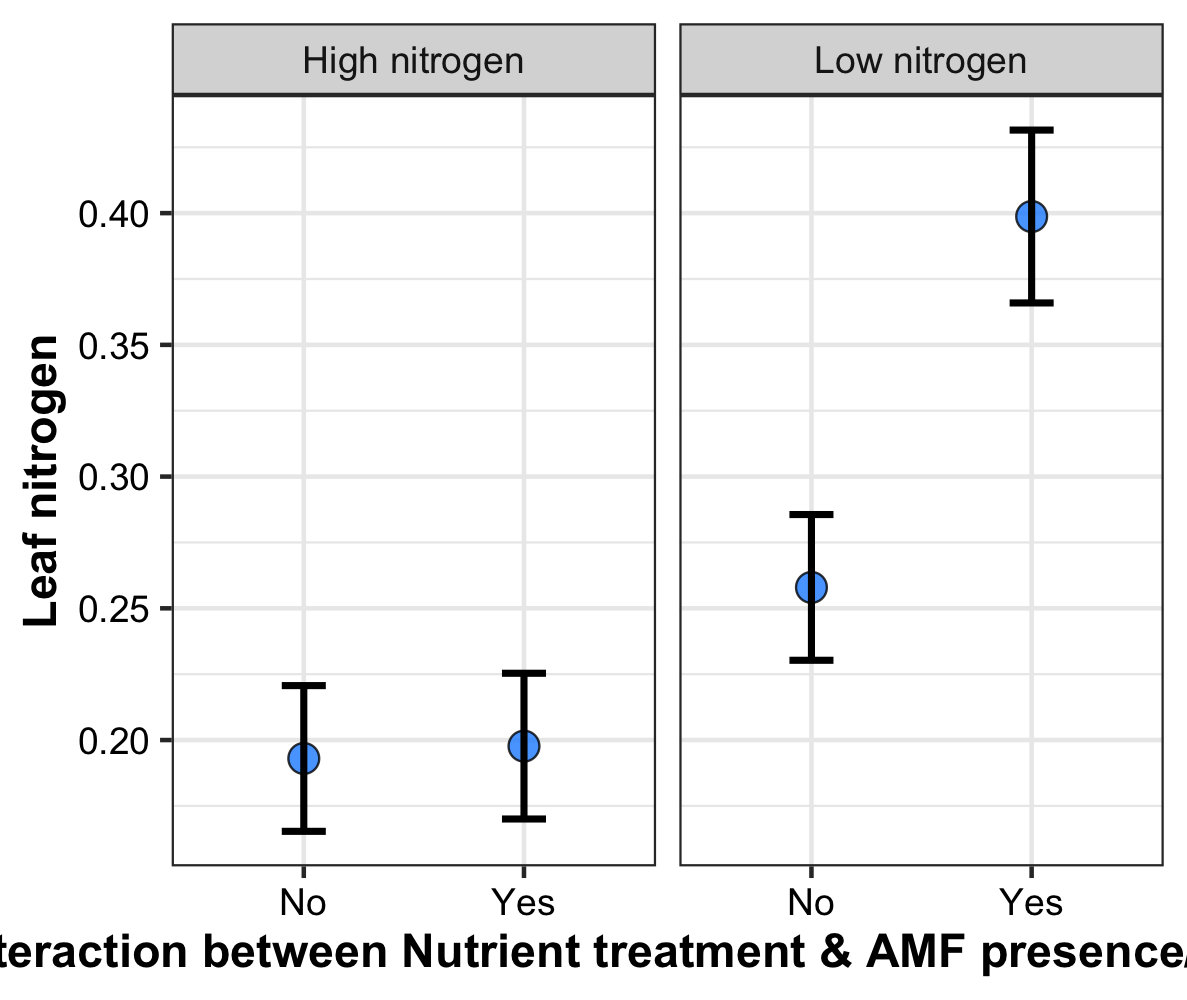 High nitrogen
Low nitrogen
Leaf nitrogen
0.40
0.35
0.30
0.25
0.20
No
Yes
No
Yes
teraction between Nutrient treatment & AMF presence/